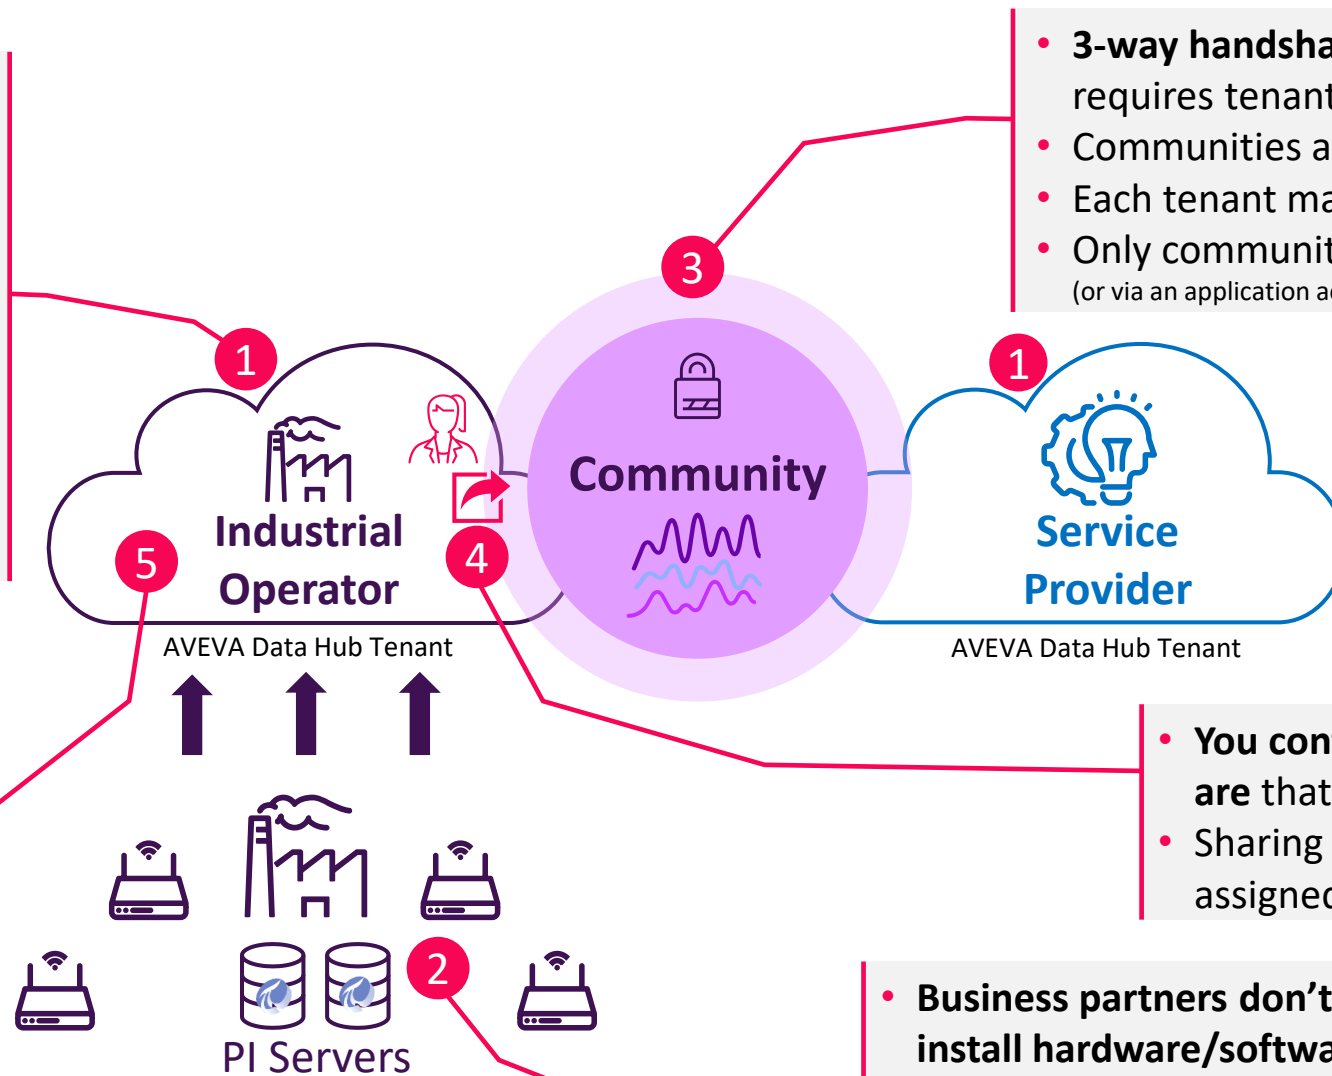 • 3-way handsha
requires tenant
• Communities a
• Each tenant ma
• Only communit
(or via an application a
3
1
1
Community
Industrial
Operator
5
4
Service
Provider
AVEVA Data Hub Tenant
AVEVA Data Hub Tenant
• You con
are that
• Sharing
assigned
2
PI Servers
• Business partners don’t
install hardware/softwa